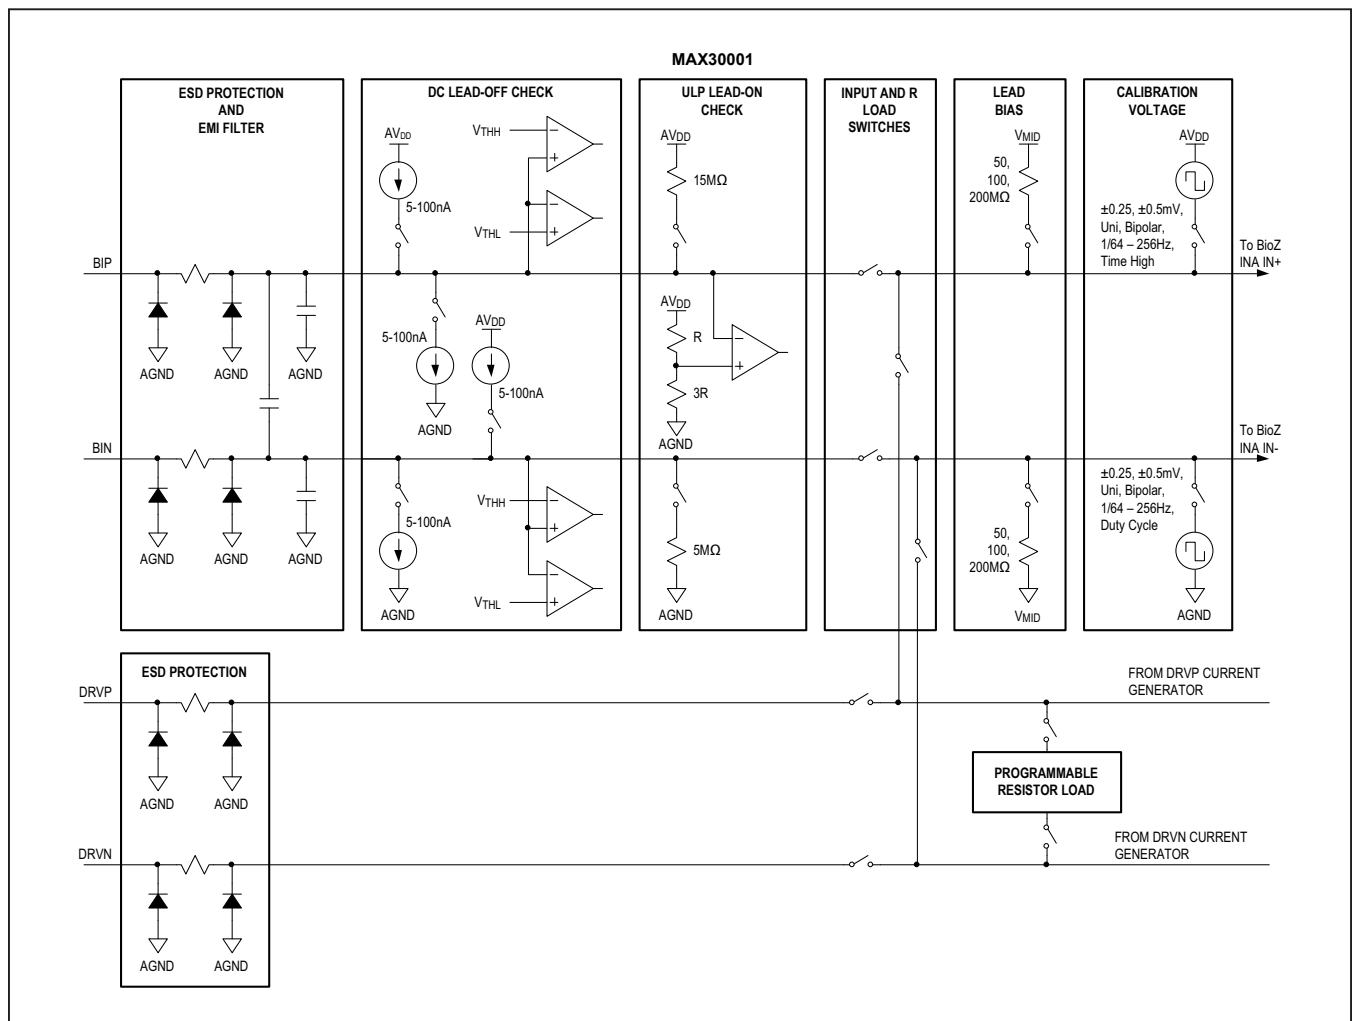 MAX30001
ESD PROTECTION
AND
EMI FILTER
DC LEAD-OFF CHECK
ULP LEAD-ON
CHECK
INPUT AND R
LOAD
SWITCHES
LEAD
BIAS
CALIBRATION
VOLTAGE
AVDD
5-100nA
VTHH
VTHL
AVDD
15MΩ
VMID
50,
100,
200MΩ
AVDD
±0.25, ±0.5mV,
Uni, Bipolar,
1/64 – 256Hz,
Time High
BIP
To BioZ
INA IN+
AGND
AGND
AGND
5-100nA
AGND
AVDD
5-100nA
AVDD
R
3R
AGND
BIN
To BioZ
INA IN-
AGND
AGND
AGND
5-100nA
AGND
VTHH
VTHL
5MΩ
AGND
50,
100,
200MΩ
VMID
±0.25, ±0.5mV,
Uni, Bipolar,
1/64 – 256Hz,
Duty Cycle
AGND
ESD PROTECTION
DRVP
AGND
AGND
FROM DRVP CURRENT
GENERATOR
PROGRAMMABLE
RESISTOR LOAD
DRVN
AGND
AGND
FROM DRVN CURRENT
GENERATOR